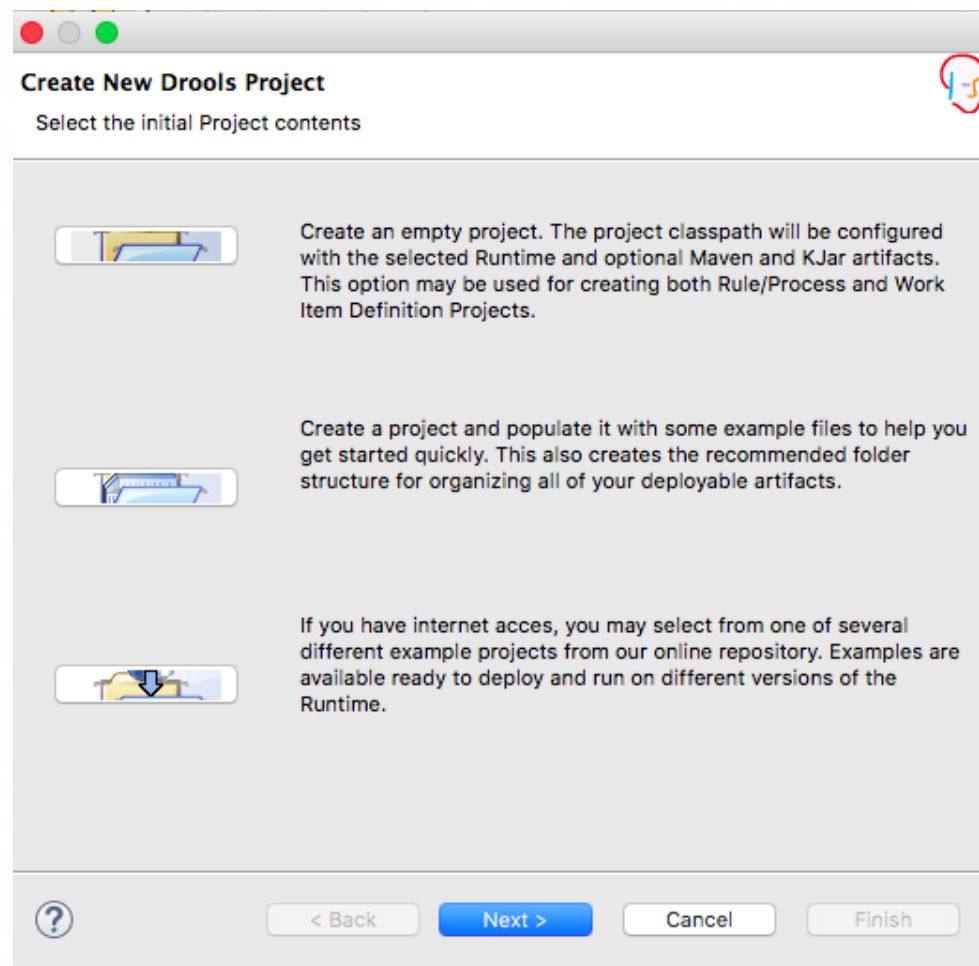 Create New Drools Project
Select the initial Project contents
Create an empty project. The project classpath will be configured
with the selected Runtime and optional Maven and KJar artifacts.
This option may be used for creating both Rule/Process and Work
Item Definition Projects.
Create a project and populate it with some example files to help you
get started quickly. This also creates the recommended folder
structure for organizing all of your deployable artifacts.
If you have internet acces, you may select from one of several
different example projects from our online repository. Examples are
available ready to deploy and run on different versions of the
Runtime.
?
< Back
Next >
Cancel
Finish